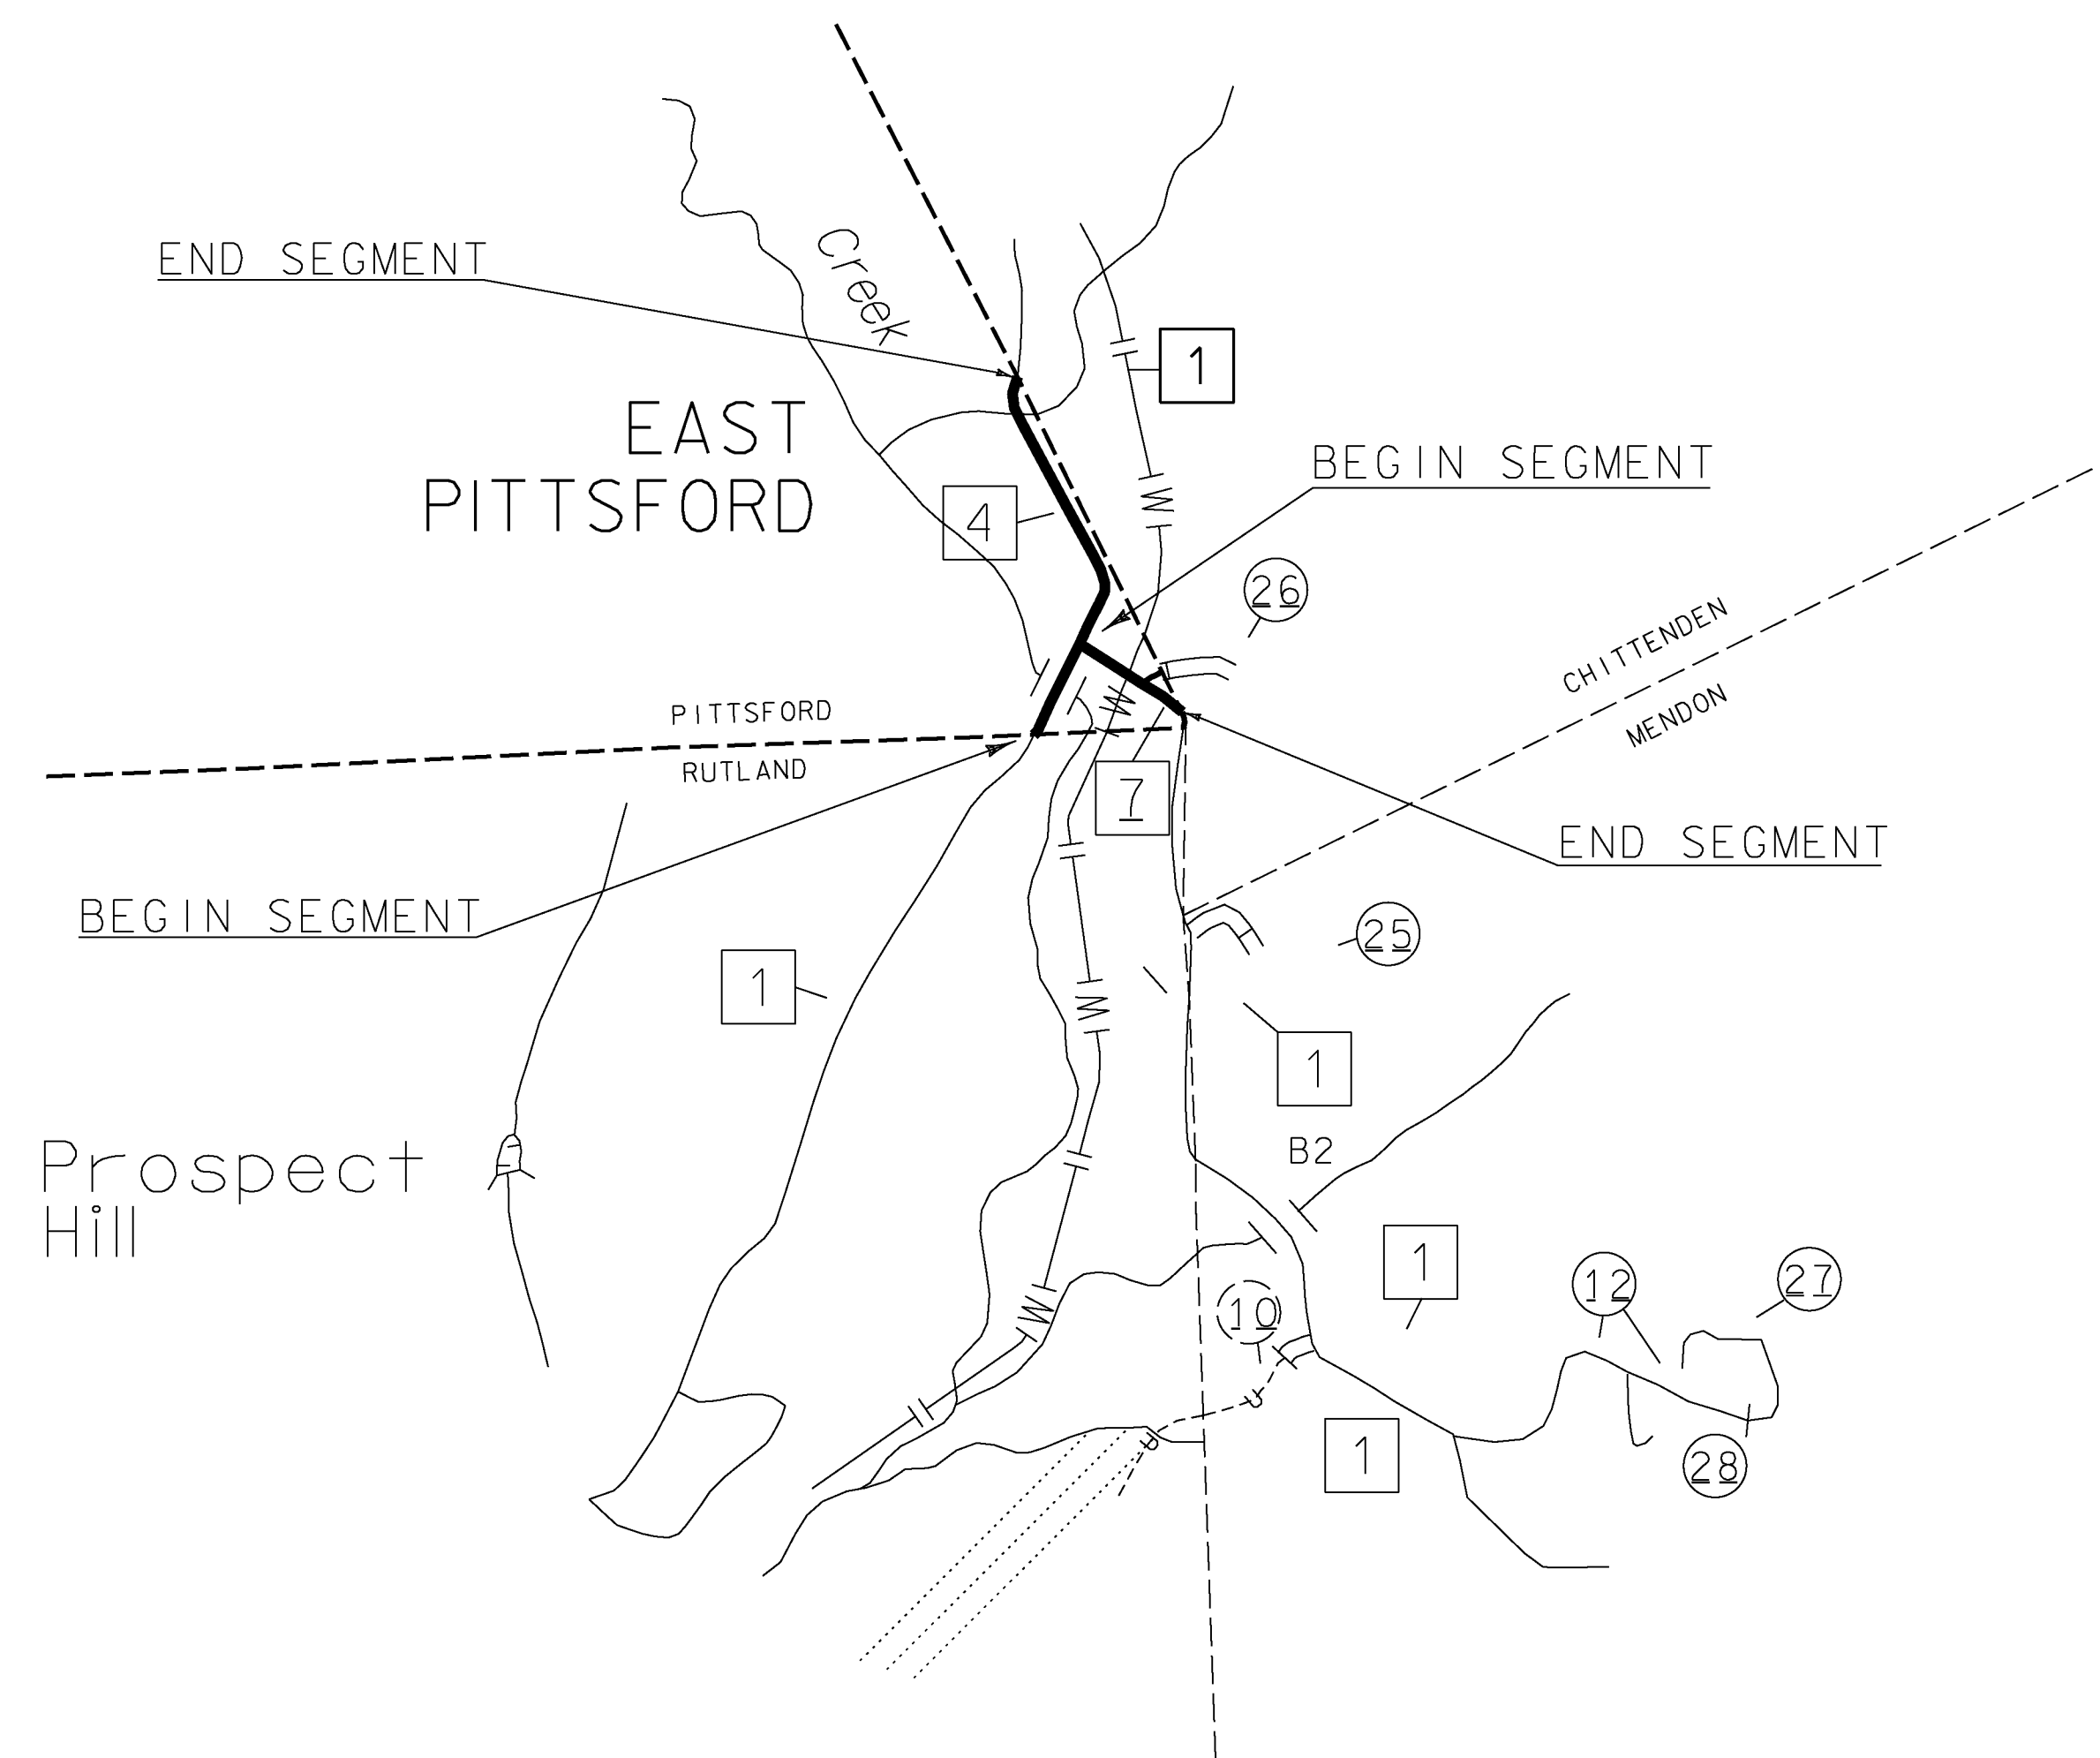 Creek
END SEGMENT
1
EAST
PITTSFORD
BEGIN SEGMENT
4
26
CHITTENDEN
MENDON
PITTSFORD
RUTLAND
7
END SEGMENT
BEGIN SEGMENT
25
1
1
B2
Prospect
Hill
1
12
27
10
1
28